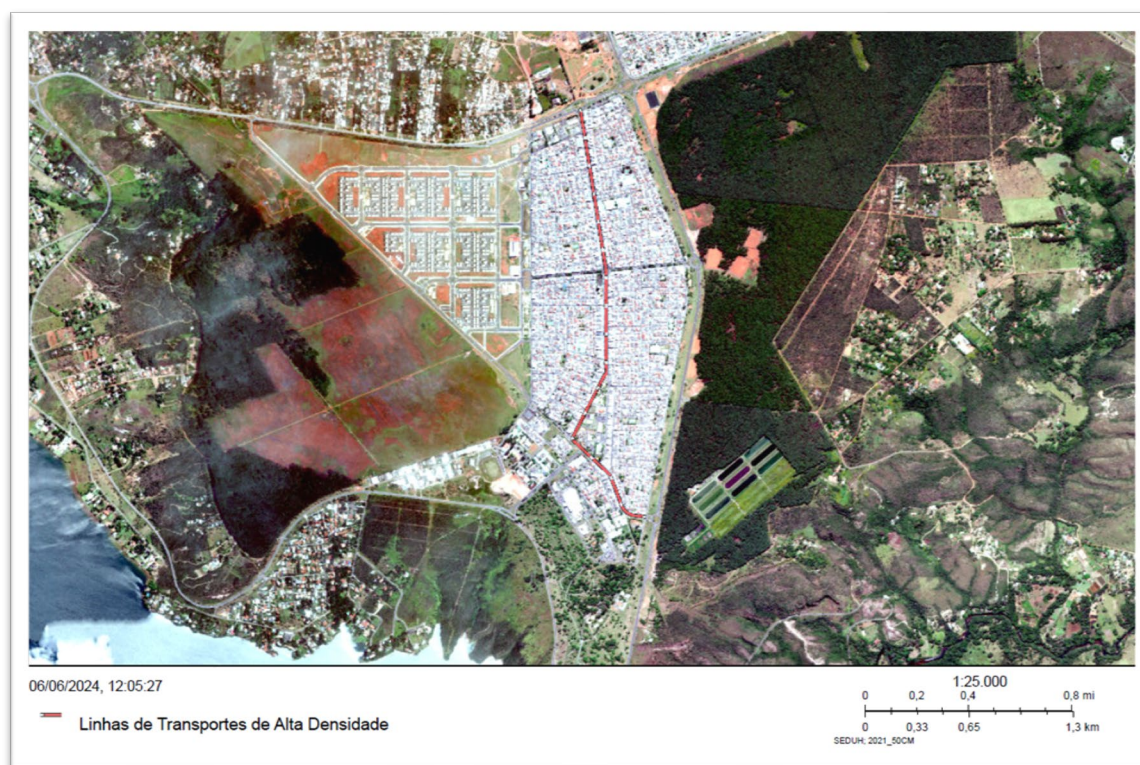 06/06/2024, 12:05:27
1:25.000
0 0,2 0,4 0,8 mi
0 0,33 0,65 1,3 km
SEDUH; 2021_50CM
Linhas de Transportes de Alta Densidade